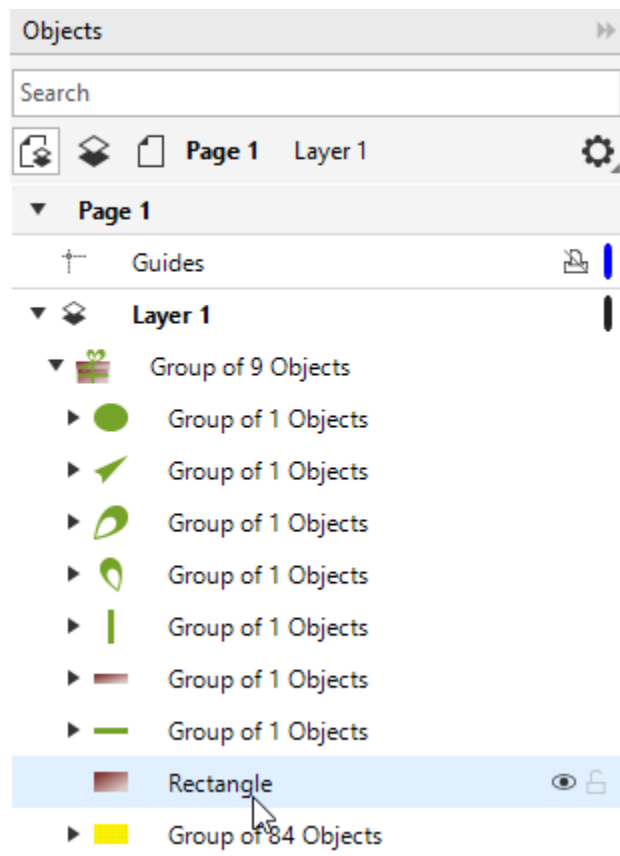 Objects
Search
Page 1 Layer 1
Page 1
Guides
Layer 1
Group of 9 Objects
Group of 1 Objects
Group of 1 Objects
Group of 1 Objects
Group of 1 Objects
Group of 1 Objects
Group of 1 Objects
Group of 1 Objects
Rectangle
Group of 84 Objects